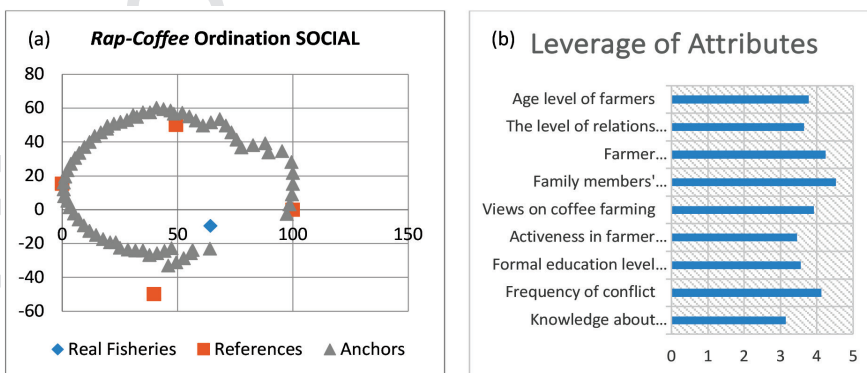 (a) Rap-Coffee Ordination SOCIAL
80
60
40
20
0
-20
-40
-60
0 50 100 150
Real Fisheries References Anchors
(b) Leverage of Attributes
Age level of farmers
The level of relations...
Farmer...
Family members'...
Views on coffee farming
Activeness in farmer...
Formal education level...
Frequency of conflict
Knowledge about...
0 1 2 3 4 5